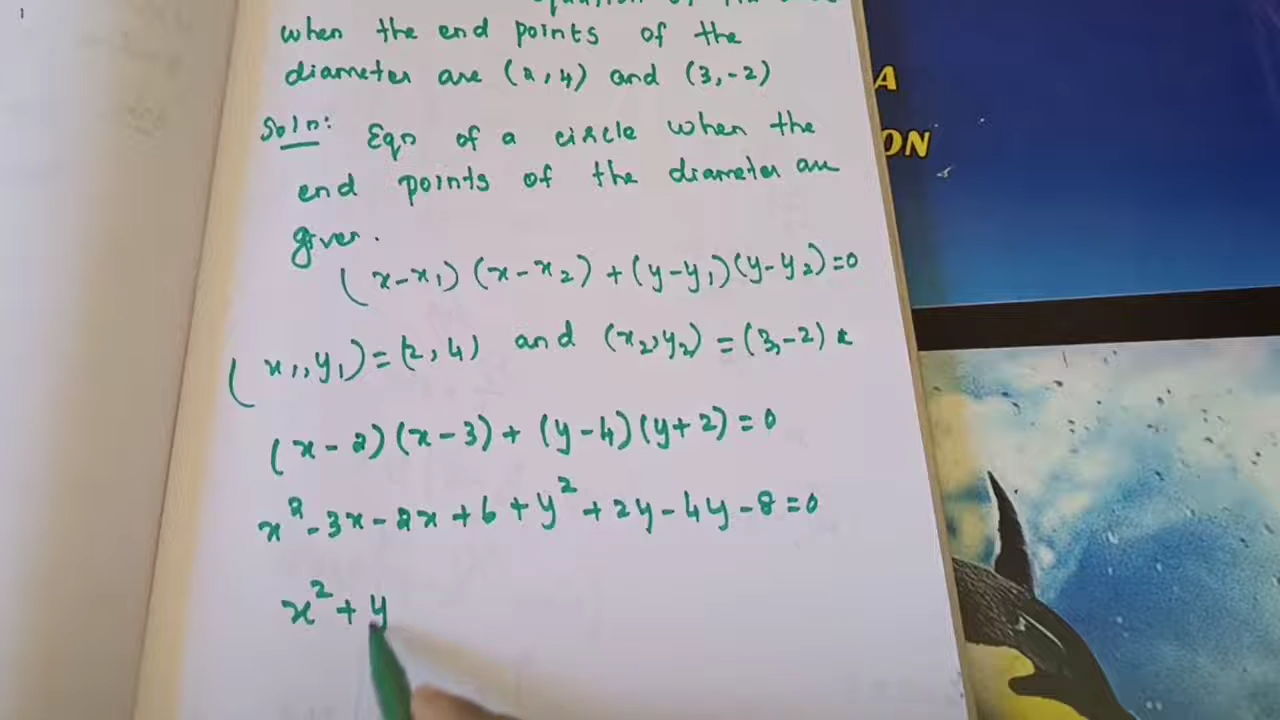 when the end points of the
diameter are (2,4) and (3,-2)
Soln: Eqn of a circle when the
end points of the diameter are
given.
(x-x₁)(x-x₂)+(y-y₁)(y-y₂)=0
(x₁,y₁)=(2,4) and (x₂,y₂)=(3,-2)
(x-2)(x-3)+(y-4)(y+2)=0
x²-3x-2x+6+y²+2y-4y-8=0
x²+y
A
ON